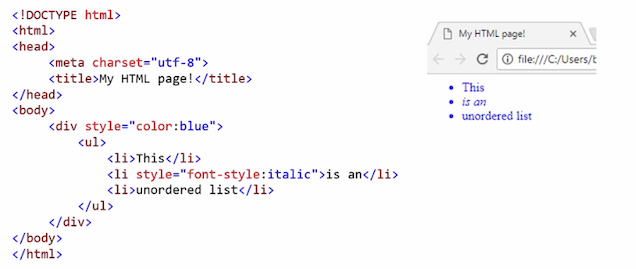 <!DOCTYPE html>
<html>
<head>
<meta charset="utf-8">
<title>My HTML page!</title>
</head>
<body>
<div style="color:blue">
<ul>
<li>This</li>
<li style="font-style:italic">is an</li>
<li>unordered list</li>
</ul>
</div>
</body>
</html>
My HTML page!
file:///C:/Users/b
• This
• is an
• unordered list